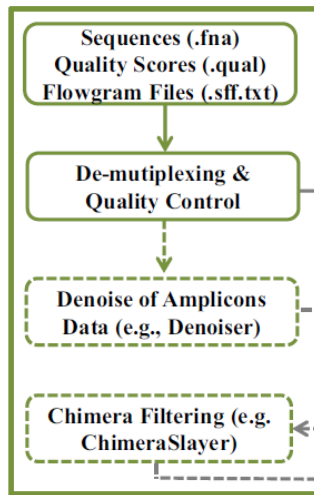 Sequences (.fna)
Quality Scores (.qual)
Flowgram Files (.sff.txt)
De-mutiplexing &
Quality Control
Denoise of Amplicons
Data (e.g., Denoiser)
Chimera Filtering (e.g.
ChimeraSlayer)